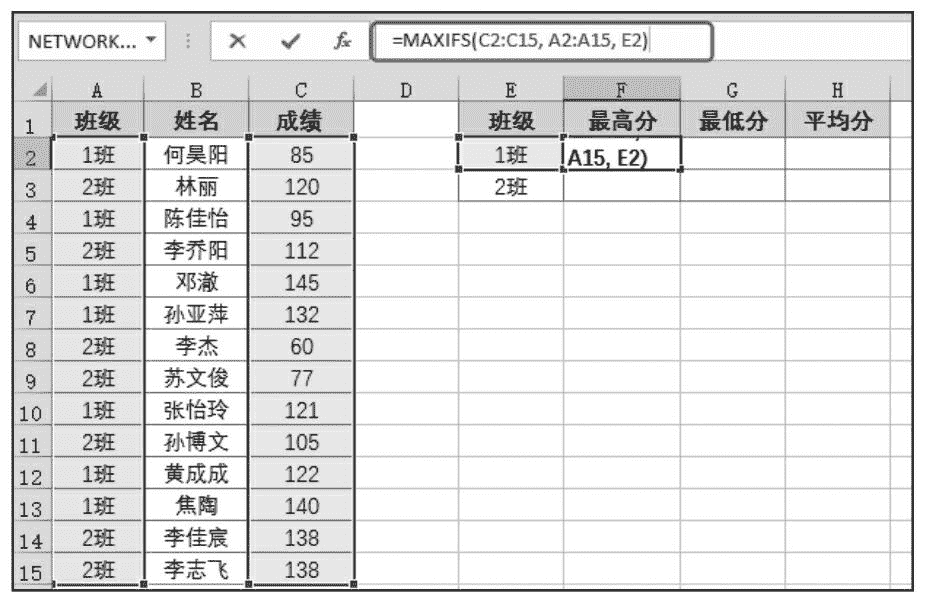 NETWORK... =MAXIFS(C2:C15, A2:A15, E2)
A B C D E F G H
1 班级 姓名 成绩 班级 最高分 最低分 平均分
2 1班 何昊阳 85 1班 A15, E2)
3 2班 林丽 120 2班
4 1班 陈佳怡 95
5 2班 李乔阳 112
6 1班 邓澈 145
7 1班 孙亚萍 132
8 2班 李杰 60
9 2班 苏文俊 77
10 1班 张怡玲 121
11 2班 孙博文 105
12 1班 黄成成 122
13 1班 焦陶 140
14 2班 李佳宸 138
15 2班 李志飞 138